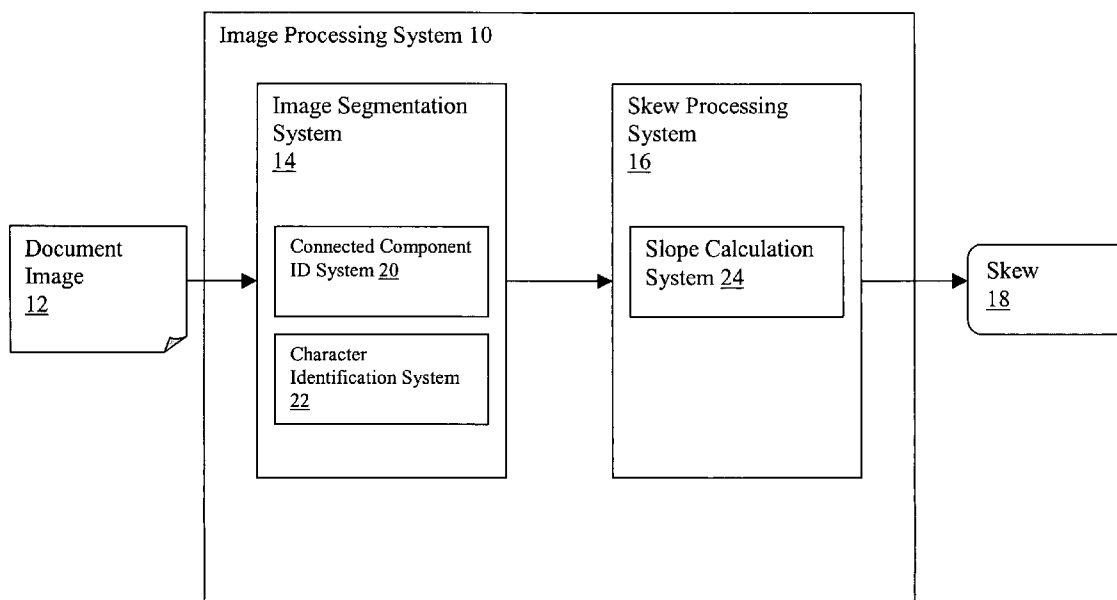 Image Processing System 10
Image Segmentation
System
14
Skew Processing
System
16
Document
Image
12
Connected Component
ID System 20
Character
Identification System
22
Slope Calculation
System 24
Skew
18